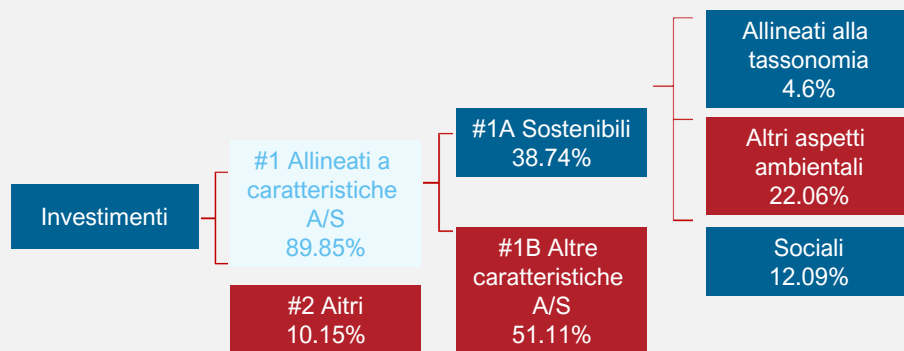 Investimenti
#1 Allineati a
caratteristiche
A/S
89.85%
#2 Aitri
10.15%
#1A Sostenibili
38.74%
#1B Altre
caratteristiche
A/S
51.11%
Allineati alla
tassonomia
4.6%
Altri aspetti
ambientali
22.06%
Sociali
12.09%